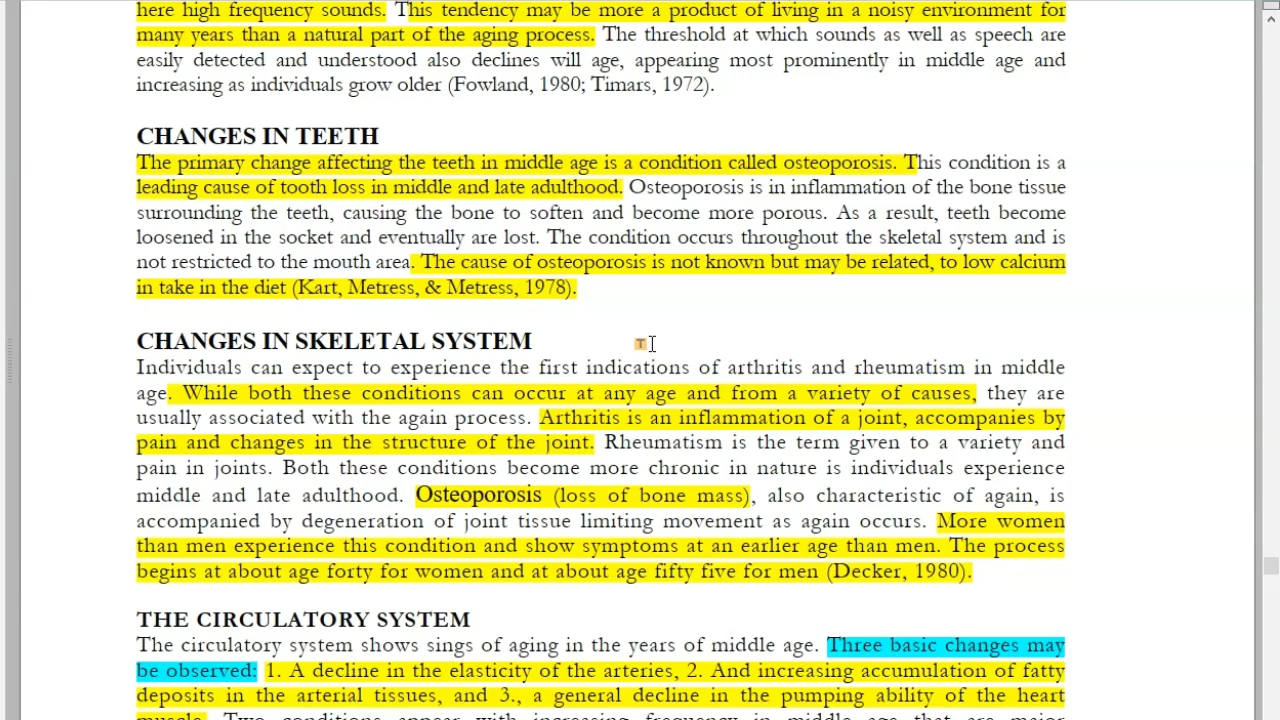 here high frequency sounds. This tendency may be more a product of living in a noisy environment for
many years than a natural part of the aging process. The threshold at which sounds as well as speech are
easily detected and understood also declines will age, appearing most prominently in middle age and
increasing as individuals grow older (Fowland, 1980; Timars, 1972).
CHANGES IN TEETH
The primary change affecting the teeth in middle age is a condition called osteoporosis. This condition is a
leading cause of tooth loss in middle and late adulthood. Osteoporosis is in inflammation of the bone tissue
surrounding the teeth, causing the bone to soften and become more porous. As a result, teeth become
loosened in the socket and eventually are lost. The condition occurs throughout the skeletal system and is
not restricted to the mouth area. The cause of osteoporosis is not known but may be related, to low calcium
in take in the diet (Kart, Metress, & Metress, 1978).
CHANGES IN SKELETAL SYSTEM
Individuals can expect to experience the first indications of arthritis and rheumatism in middle
age. While both these conditions can occur at any age and from a variety of causes, they are
usually associated with the again process. Arthritis is an inflammation of a joint, accompanies by
pain and changes in the structure of the joint. Rheumatism is the term given to a variety and
pain in joints. Both these conditions become more chronic in nature is individuals experience
middle and late adulthood. Osteoporosis (loss of bone mass), also characteristic of again, is
accompanied by degeneration of joint tissue limiting movement as again occurs. More women
than men experience this condition and show symptoms at an earlier age than men. The process
begins at about age forty for women and at about age fifty five for men (Decker, 1980).
THE CIRCULATORY SYSTEM
The circulatory system shows sings of aging in the years of middle age. Three basic changes may
be observed: 1. A decline in the elasticity of the arteries, 2. And increasing accumulation of fatty
deposits in the arterial tissues, and 3., a general decline in the pumping ability of the heart
muscle. Two conditions appear with increasing frequency in middle age that are major